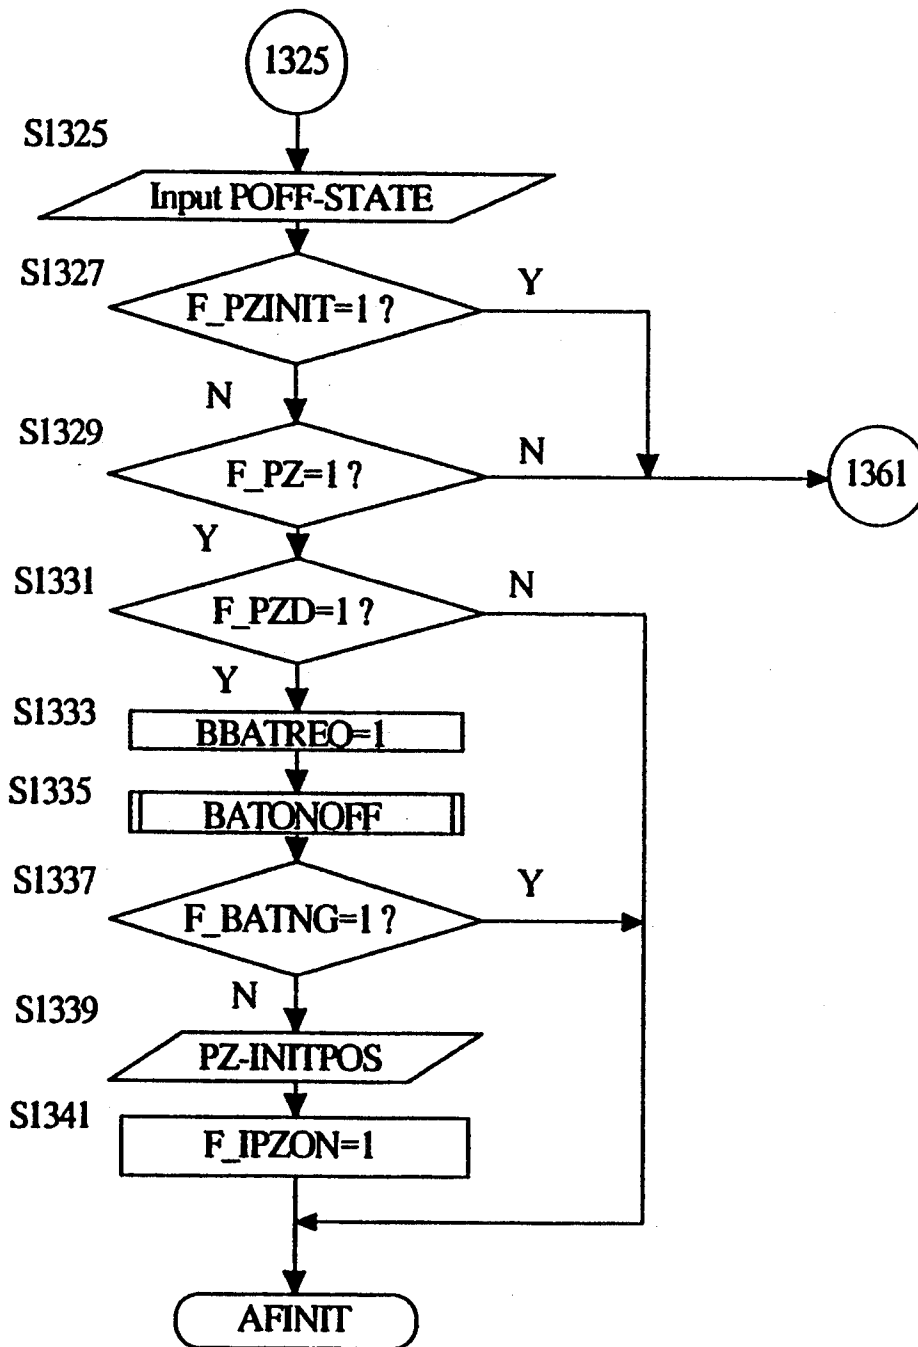 1325
S1325
Input POFF-STATE
S1327
F_PZINIT=1 ?
Y
N
S1329
F_PZ=1 ?
N
1361
Y
S1331
F_PZD=1 ?
N
Y
S1333
BBATREQ=1
S1335
BATONOFF
S1337
F_BATNG=1 ?
Y
N
S1339
PZ-INITPOS
S1341
F_IPZON=1
AFINIT